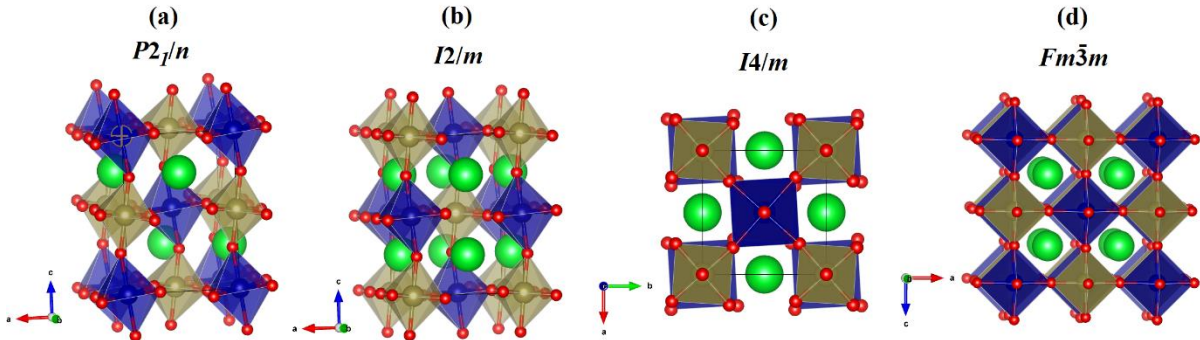 (a) (b) (c) (d)
P2₁/n I2/m I4/m Fm3̄m
c
a b
c
a b
c b
a
b a
c